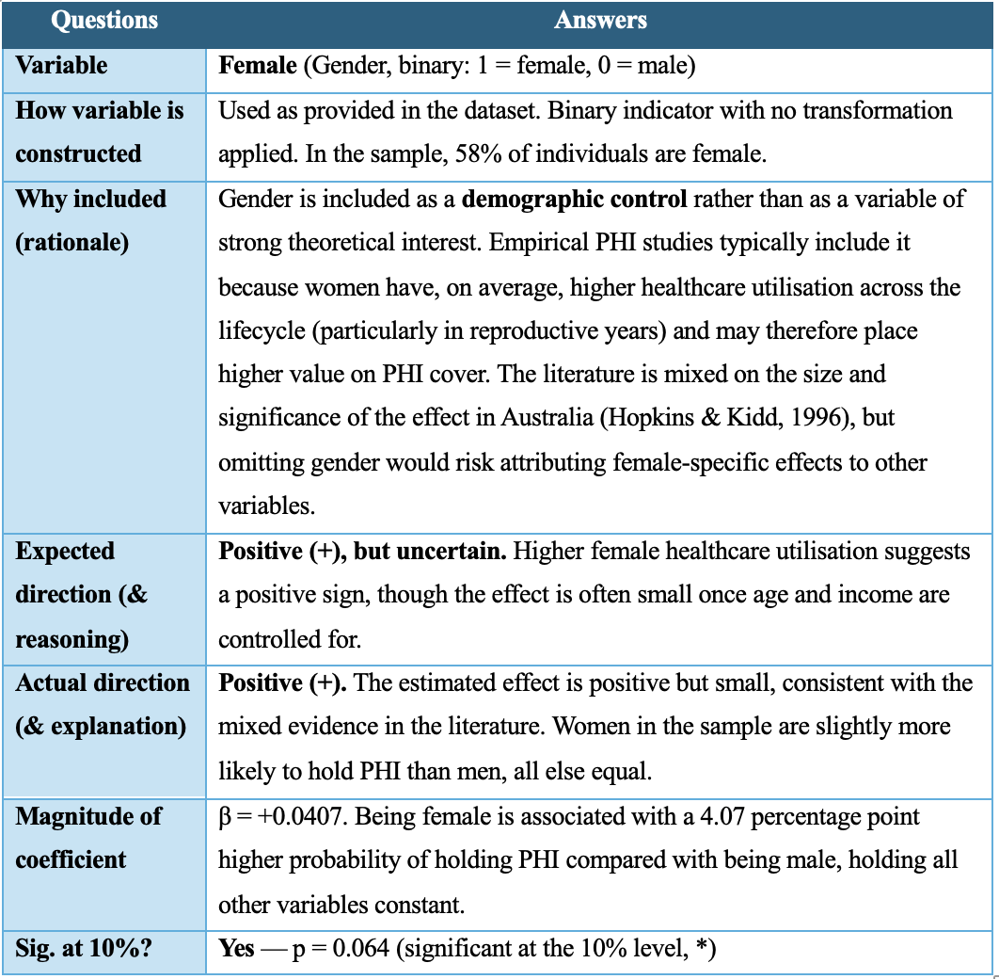 Questions Answers
Variable Female (Gender, binary: 1 = female, 0 = male)
How variable is constructed
Used as provided in the dataset. Binary indicator with no transformation
applied. In the sample, 58% of individuals are female.
Why included (rationale)
Gender is included as a demographic control rather than as a variable of
strong theoretical interest. Empirical PHI studies typically include it
because women have, on average, higher healthcare utilisation across the
lifecycle (particularly in reproductive years) and may therefore place
higher value on PHI cover. The literature is mixed on the size and
significance of the effect in Australia (Hopkins & Kidd, 1996), but
omitting gender would risk attributing female-specific effects to other
variables.
Expected
direction (&
reasoning)
Positive (+), but uncertain. Higher female healthcare utilisation suggests
a positive sign, though the effect is often small once age and income are
controlled for.
Actual direction
(& explanation)
Positive (+). The estimated effect is positive but small, consistent with the
mixed evidence in the literature. Women in the sample are slightly more
likely to hold PHI than men, all else equal.
Magnitude of
coefficient
β = +0.0407. Being female is associated with a 4.07 percentage point
higher probability of holding PHI compared with being male, holding all
other variables constant.
Sig. at 10%? Yes — p = 0.064 (significant at the 10% level, *)